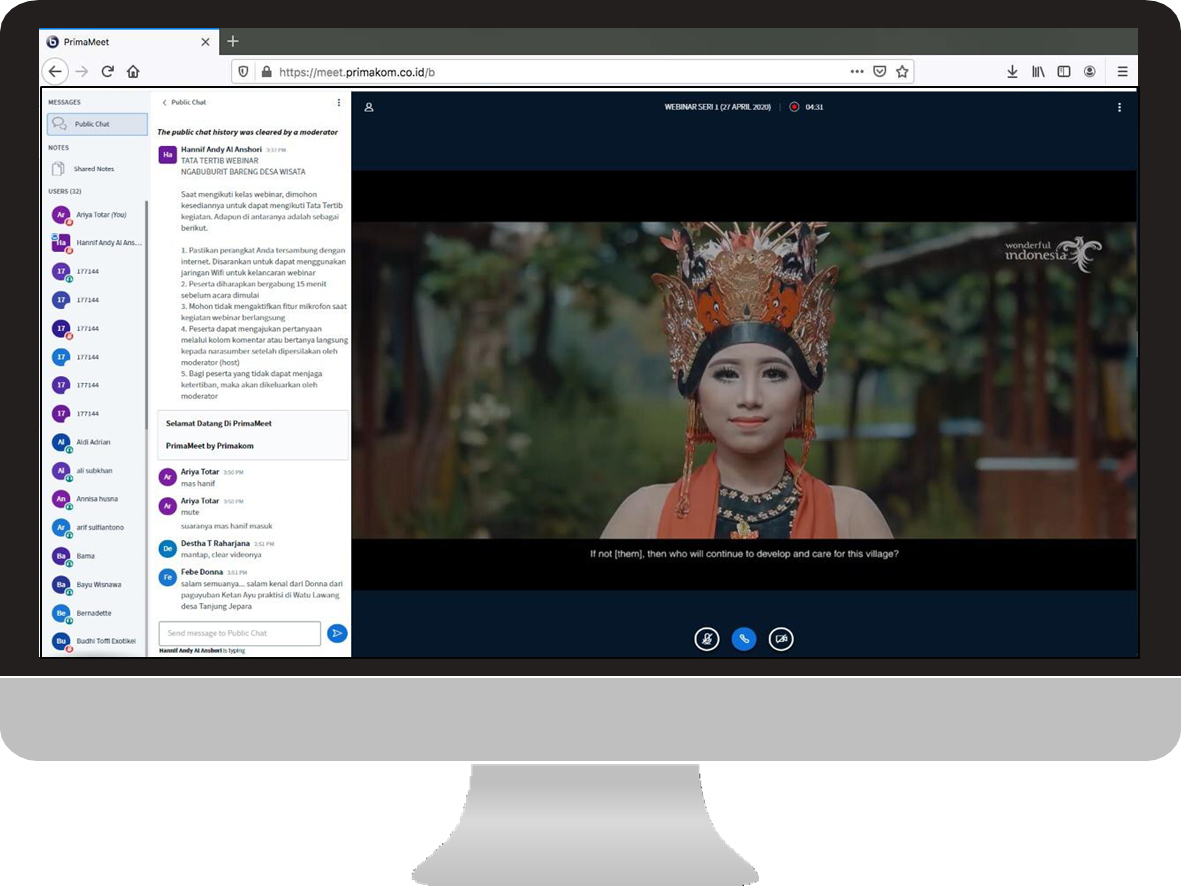 PrimaMeet
https://meet.primakom.co.id/b
MESSAGES
Public Chat
NOTES
Shared Notes
USERS (32)
Ar Ariya Totar (You)
Ha Hannif Andy Al Ans...
17 177144
17 177144
17 177144
17 177144
17 177144
17 177144
Al Aldi Adrian
Al ali subkhan
An Annisa husna
Ar arif sulfiantono
Ba Bama
Ba Bayu Wisnawa
Be Bernadette
Bu Budhi Toffi Exotikei
Public Chat
The public chat history was cleared by a moderator
Ha Hannif Andy Al Anshori 3:33 PM
TATA TERTIB WEBINAR
NGABUBURIT BARENG DESA WISATA
Saat mengikuti kelas webinar, dimohon
kesediannya untuk dapat mengikuti Tata Tertib
kegiatan. Adapun di antaranya adalah sebagai
berikut.
1. Pastikan perangkat Anda tersambung dengan
internet. Disarankan untuk dapat menggunakan
jaringan Wifi untuk kelancaran webinar
2. Peserta diharapkan bergabung 15 menit
sebelum acara dimulai
3. Mohon tidak mengaktifkan fitur mikrofon saat
kegiatan webinar berlangsung
4. Peserta dapat mengajukan pertanyaan
melalui kolom komentar atau bertanya langsung
kepada narasumber setelah dipersilakan oleh
moderator (host)
5. Bagi peserta yang tidak dapat menjaga
ketertiban, maka akan dikeluarkan oleh
moderator
Selamat Datang Di PrimaMeet
PrimaMeet by Primakom
Ar Ariya Totar 3:50 PM
mas hanif
Ar Ariya Totar 3:50 PM
mute
suaranya mas hanif masuk
De Destha T Raharjana 3:51 PM
mantap, clear videonya
Fe Febe Donna 3:51 PM
salam semuanya... salam kenal dari Donna dari
paguyuban Ketan Ayu praktisi di Watu Lawang
desa Tanjung Jepara
Send message to Public Chat
Hannif Andy Al Anshori is typing
WEBINAR SERI 1 (27 APRIL 2020) 04:31
wonderful
indonesia
If not [them], then who will continue to develop and care for this village?